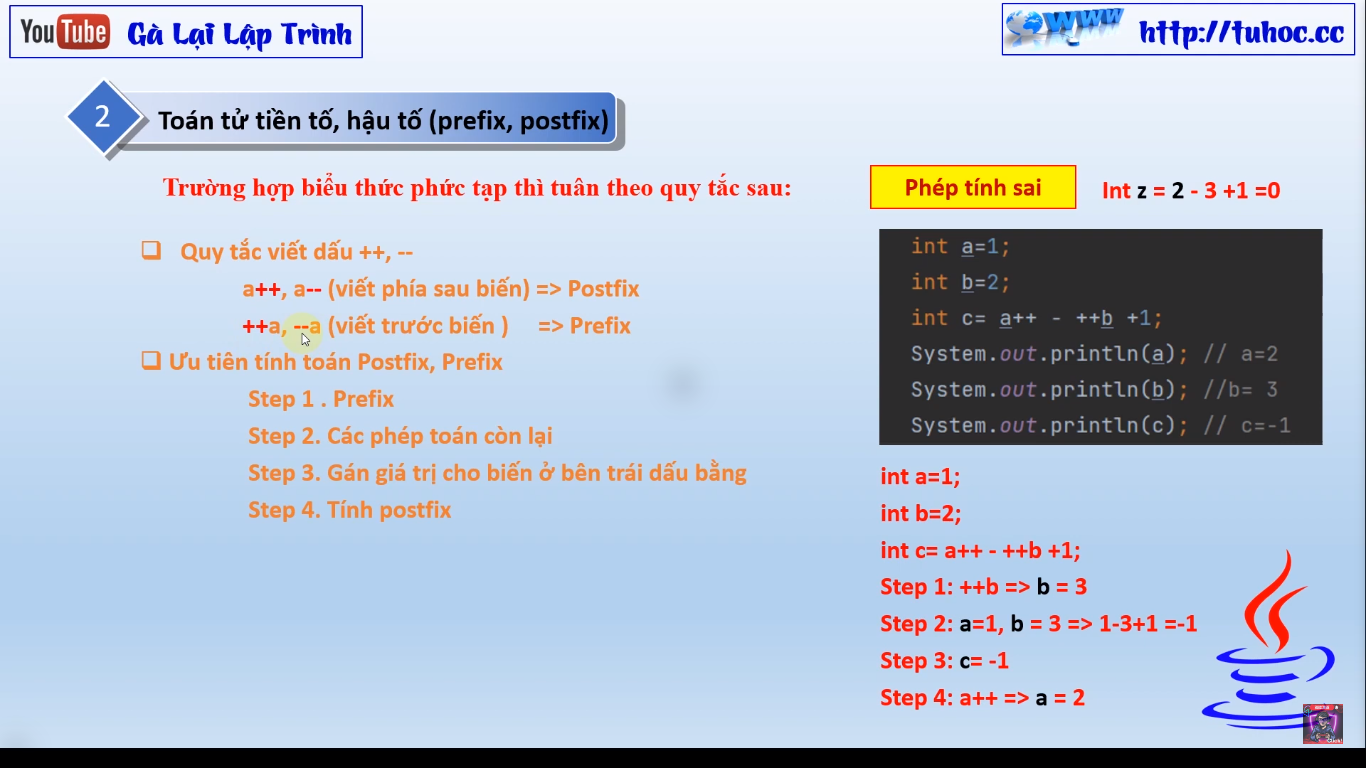 YouTube Gà Lại Lập Trình
WWW http://tuhoc.cc
2 Toán tử tiền tố, hậu tố (prefix, postfix)
Trường hợp biểu thức phức tạp thì tuân theo quy tắc sau:
Quy tắc viết dấu ++, --
a++, a-- (viết phía sau biến) => Postfix
++a, --a (viết trước biến ) => Prefix
Ưu tiên tính toán Postfix, Prefix
Step 1 . Prefix
Step 2. Các phép toán còn lại
Step 3. Gán giá trị cho biến ở bên trái dấu bằng
Step 4. Tính postfix
Phép tính sai
Int z = 2 - 3 +1 =0
int a=1;
int b=2;
int c= a++ - ++b +1;
System.out.println(a); // a=2
System.out.println(b); //b= 3
System.out.println(c); // c=-1
int a=1;
int b=2;
int c= a++ - ++b +1;
Step 1: ++b => b = 3
Step 2: a=1, b = 3 => 1-3+1 =-1
Step 3: c= -1
Step 4: a++ => a = 2